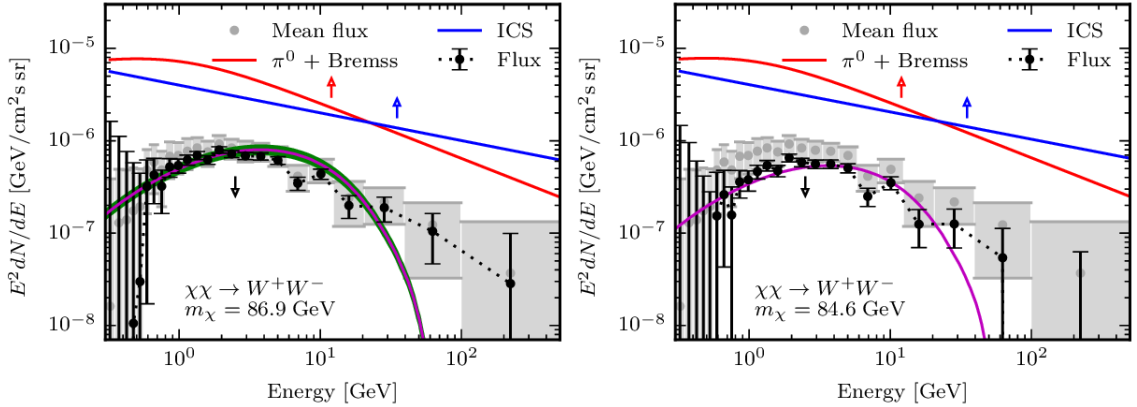 Mean flux
π⁰ + Bremss
ICS
Flux
10⁻⁵
10⁻⁶
10⁻⁷
10⁻⁸
E²dN/dE [GeV/cm²s sr]
χχ → W⁺W⁻
mᵪ = 86.9 GeV
10⁰
10¹
10²
Energy [GeV]
Mean flux
π⁰ + Bremss
ICS
Flux
10⁻⁵
10⁻⁶
10⁻⁷
10⁻⁸
E²dN/dE [GeV/cm²s sr]
χχ → W⁺W⁻
mᵪ = 84.6 GeV
10⁰
10¹
10²
Energy [GeV]